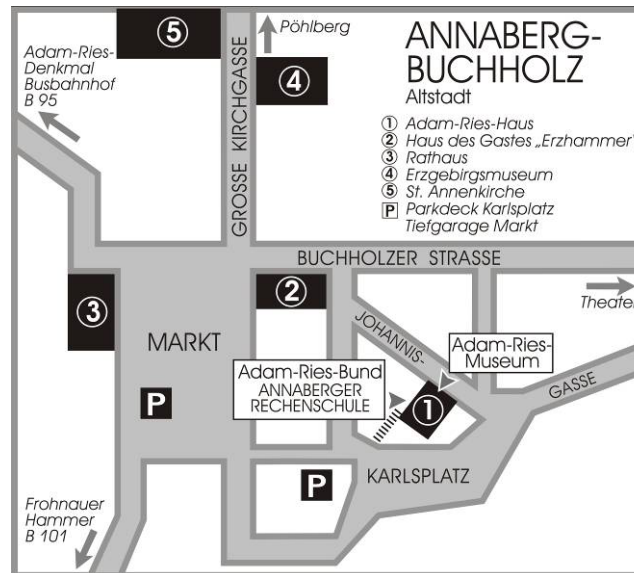 ANNABERG-
BUCHHOLZ
Altstadt
① Adam-Ries-Haus
② Haus des Gastes „Erzhammer“
③ Rathaus
④ Erzgebirgsmuseum
⑤ St. Annenkirche
P Parkdeck Karlsplatz
Tiefgarage Markt
Adam-Ries-
Denkmal
Busbahnhof
B 95
⑤
GROSSE KIRCHGASSE
Pöhlberg
④
BUCHHOLZER STRASSE
Theater
③
MARKT
②
JOHANNIS-
GASSE
Adam-Ries-
Museum
Adam-Ries-Bund
ANNABERGER
RECHENSCHULE
①
P
KARLSPLATZ
P
Frohnauer
Hammer
B 101